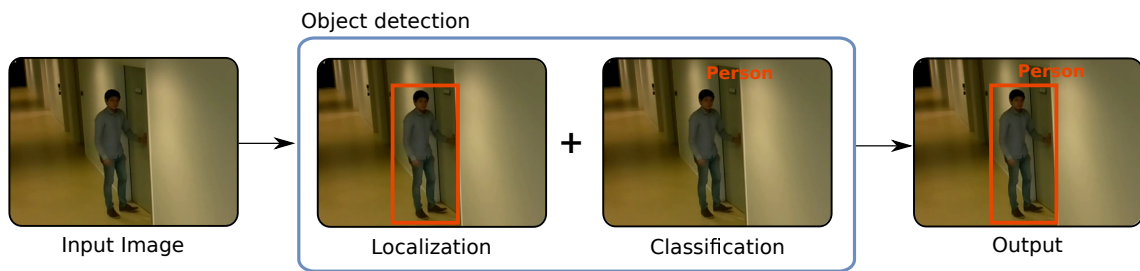 Object detection
Person
Person
+
Input Image
Localization
Classification
Output